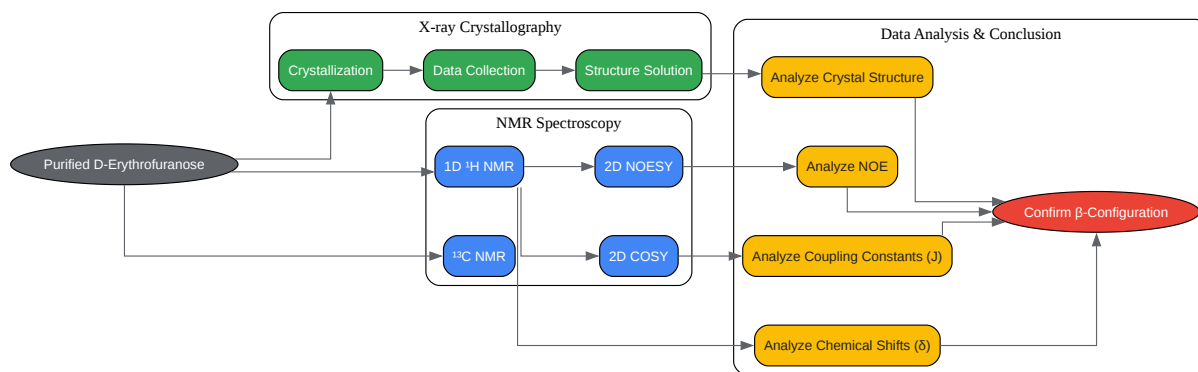 X-ray Crystallography
Data Analysis & Conclusion
Crystallization
Data Collection
Structure Solution
Analyze Crystal Structure
NMR Spectroscopy
Purified D-Erythrofuranose
1D ¹H NMR
2D NOESY
Analyze NOE
Confirm β-Configuration
¹³C NMR
2D COSY
Analyze Coupling Constants (J)
Analyze Chemical Shifts (δ)